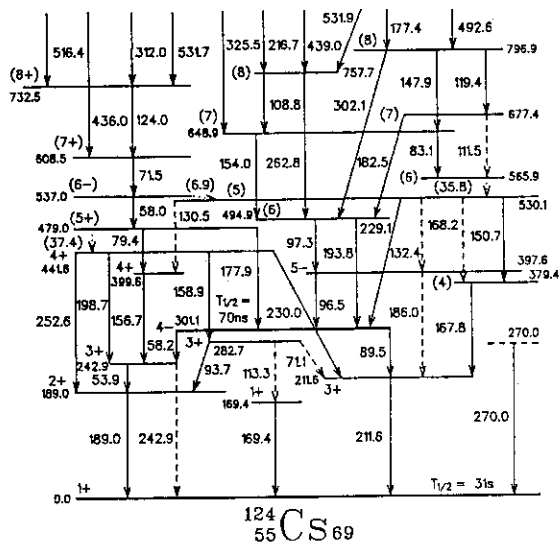 531.9
516.4 312.0 531.7 325.5 216.7 439.0 177.4 492.6
(8+) (8) (8) 796.9
732.5 757.7 147.9 119.4
436.0 124.0 108.8 302.1 (7) 677.4
(7+) (7)
608.5 648.9 83.1 111.5
71.5 154.0 262.8 182.5 (6) 565.9
(6−) (6.9) (5) (35.8)
537.0 530.1
58.0 130.5 494.9 (6) 168.2
(5+) 229.1 150.7
479.0
(37.4) 79.4 97.3 193.8 132.4
4+ 4+ 177.9 5− 397.6
441.6 399.6 (4) 379.4
198.7 158.9 T1/2 = 70ns 230.0 96.5 186.0 167.8
252.6 156.7 4− 301.1
3+ 58.2 3+ 282.7 71.1 89.5 270.0
242.9
2+ 53.9 93.7 113.3 211.6 3+
189.0 1+ 270.0
169.4
189.0 242.9 169.4 211.6
1+ T1/2 = 31s
0.0
124
55Cs69